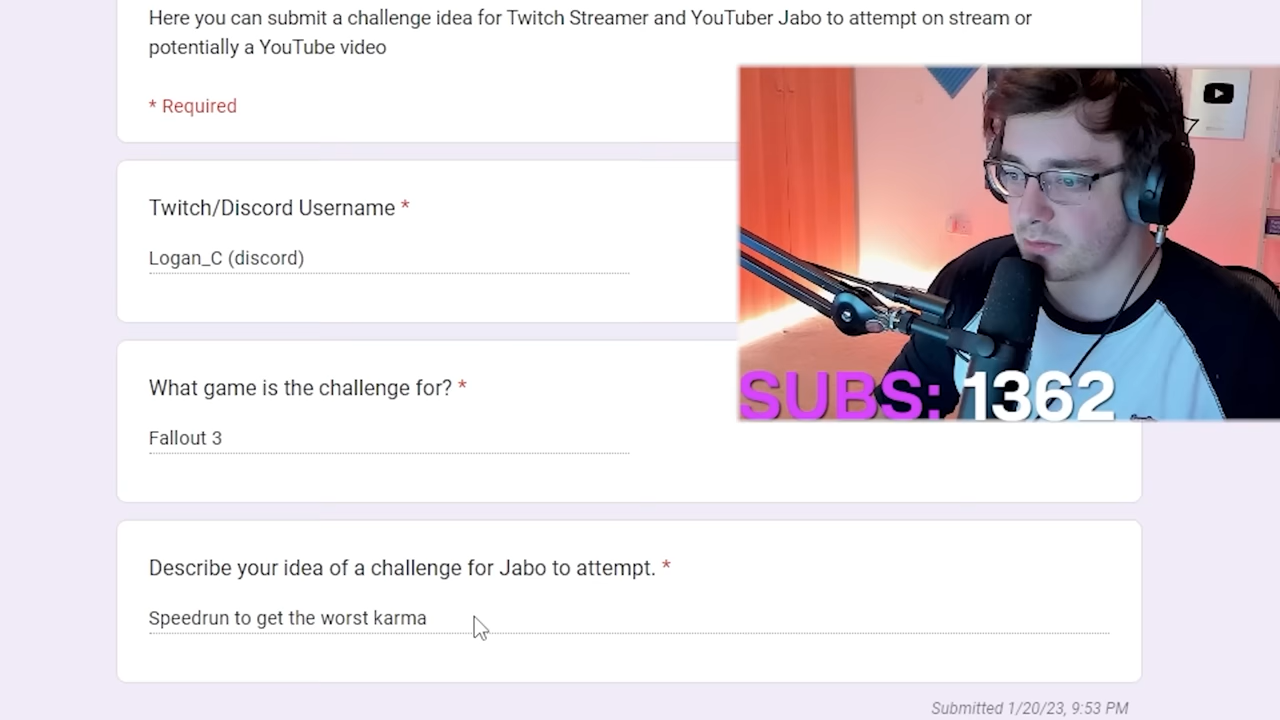 Here you can submit a challenge idea for Twitch Streamer and YouTuber Jabo to attempt on stream or
potentially a YouTube video
* Required
Twitch/Discord Username *
Logan_C (discord)
What game is the challenge for? *
Fallout 3
SUBS: 1362
Describe your idea of a challenge for Jabo to attempt. *
Speedrun to get the worst karma
Submitted 1/20/23, 9:53 PM